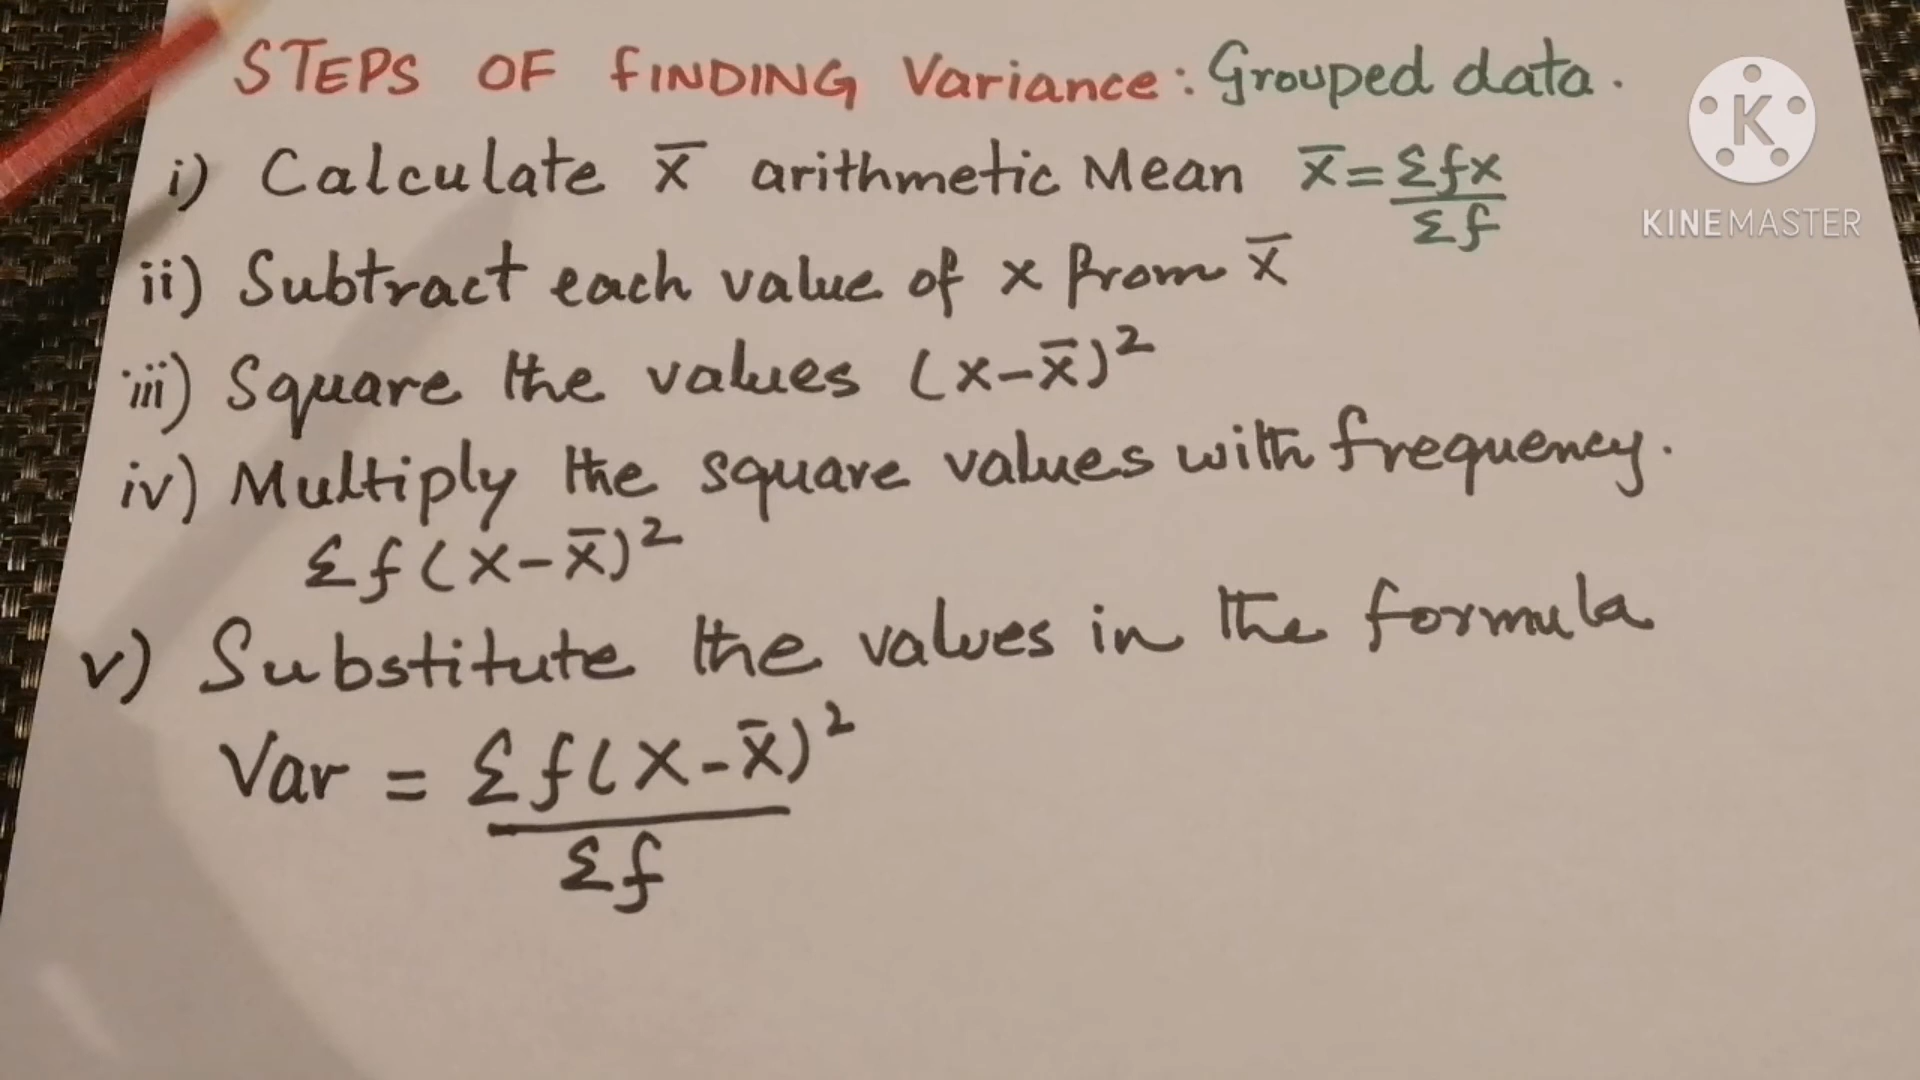 STEPS OF FINDING Variance: Grouped data.
i) Calculate x̅ arithmetic Mean x̅ = Σfx / Σf
ii) Subtract each value of x from x̅
iii) Square the values (x-x̅)²
iv) Multiply the square values with frequency.
Σf(x-x̅)²
v) Substitute the values in the formula
Var = Σf(x-x̅)² / Σf
K
KINEMASTER